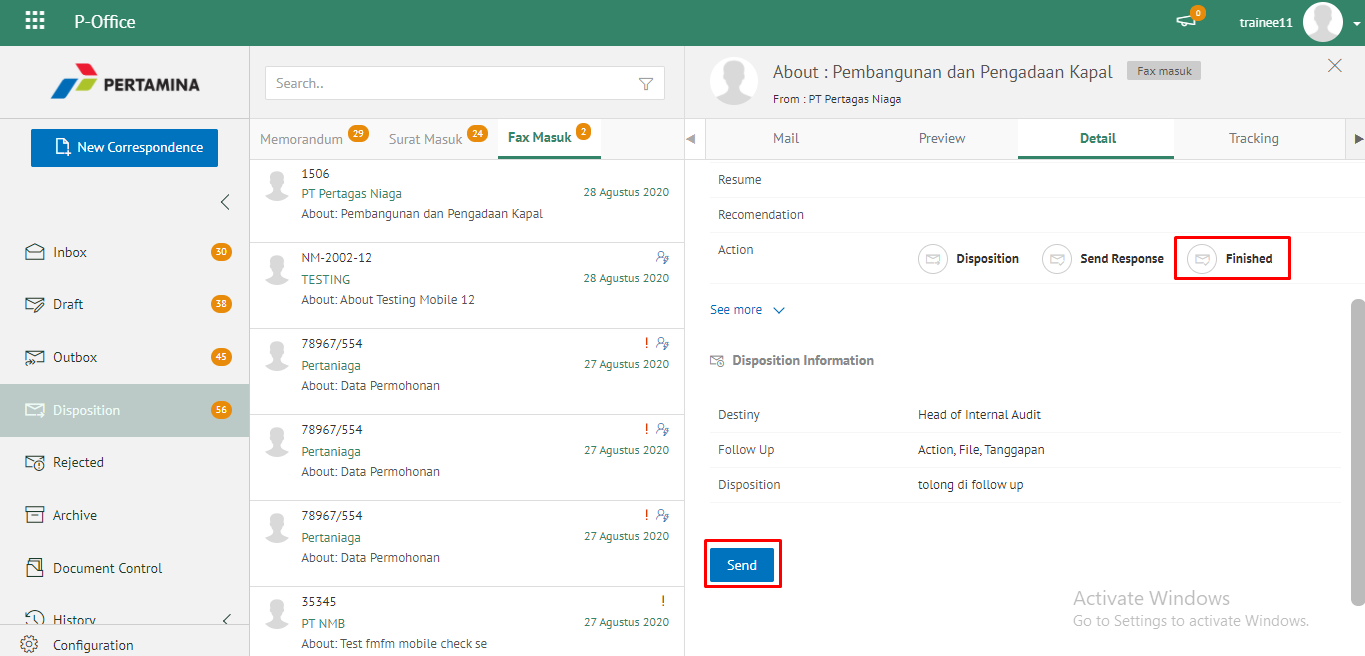 P-Office
0
trainee11
PERTAMINA
New Correspondence
Inbox 30
Draft 38
Outbox 45
Disposition 56
Rejected
Archive
Document Control
History
Configuration
Search..
Memorandum 29 Surat Masuk 24 Fax Masuk 2
1506
PT Pertagas Niaga 28 Agustus 2020
About: Pembangunan dan Pengadaan Kapal
NM-2002-12
TESTING 28 Agustus 2020
About: About Testing Mobile 12
78967/554 !
Pertaniaga 27 Agustus 2020
About: Data Permohonan
78967/554 !
Pertaniaga 27 Agustus 2020
About: Data Permohonan
78967/554 !
Pertaniaga 27 Agustus 2020
About: Data Permohonan
35345 !
PT NMB 27 Agustus 2020
About: Test fmfm mobile check se
About : Pembangunan dan Pengadaan Kapal Fax masuk
From : PT Pertagas Niaga
Mail Preview Detail Tracking
Resume
Recomendation
Action Disposition Send Response Finished
See more
Disposition Information
Destiny Head of Internal Audit
Follow Up Action, File, Tanggapan
Disposition tolong di follow up
Send
Activate Windows
Go to Settings to activate Windows.